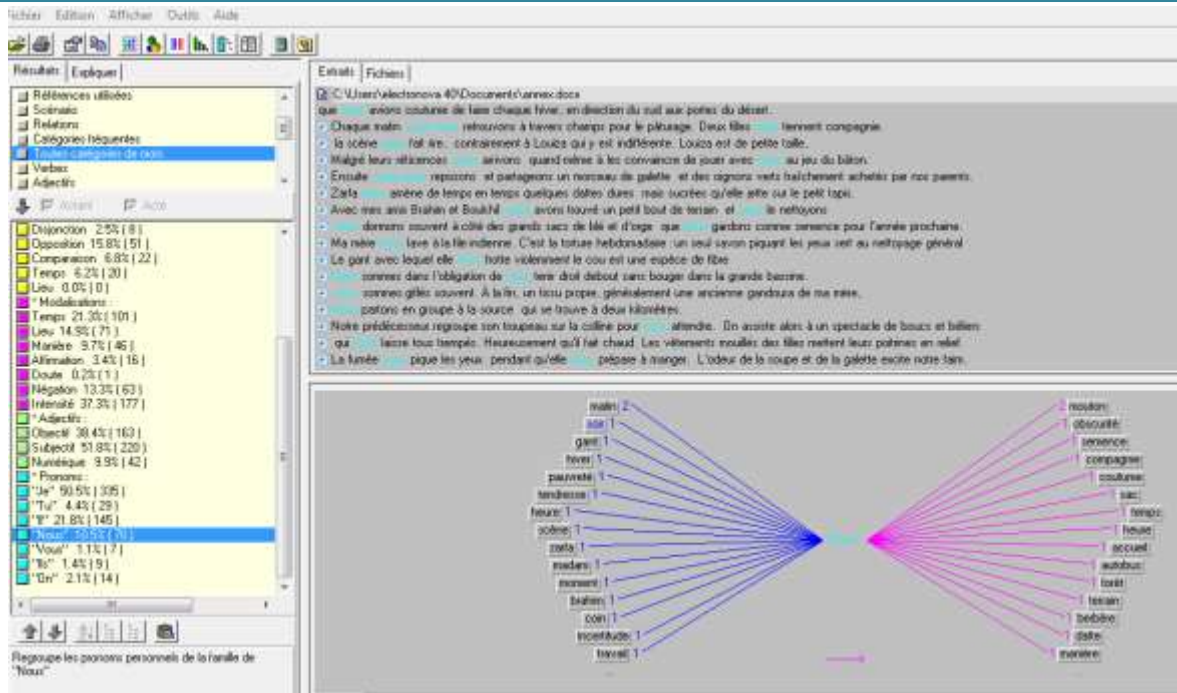 Fichier Edition Afficher Outils Aide
Résultats Expliquer
Références utilisées
Scénario
Relations
Catégories fréquentes
Toutes catégories de mots
Verbes
Adjectifs
Actant Acté
Disjonction 2.5% ( 8 )
Opposition 15.8% ( 51 )
Comparaison 6.8% ( 22 )
Temps 6.2% ( 20 )
Lieu 0.0% ( 0 )
* Modalisations :
Temps 21.3% ( 101 )
Lieu 14.9% ( 71 )
Manière 9.7% ( 46 )
Affirmation 3.4% ( 16 )
Doute 0.2% ( 1 )
Négation 13.3% ( 63 )
Intensité 37.3% ( 177 )
* Adjectifs :
Objectif 38.4% ( 163 )
Subjectif 51.8% ( 220 )
Numérique 9.9% ( 42 )
* Pronoms :
"Je" 50.5% ( 335 )
"Tu" 4.4% ( 29 )
"Il" 21.8% ( 145 )
"Nous" 10.5% ( 70 )
"Vous" 1.1% ( 7 )
"Ils" 1.4% ( 9 )
"On" 2.1% ( 14 )
Regroupe les pronoms personnels de la famille de
"Nous"
Extraits Fichiers
C:\Users\electronova 40\Documents\annex.docx
que avions coutume de faire chaque hiver, en direction du sud aux portes du désert.
Chaque matin retrouvons à travers champs pour le pâturage. Deux filles tiennent compagnie.
la scène fait rire, contrairement à Louiza qui y est indifférente. Louiza est de petite taille.
Malgré leurs réticences arrivons quand même à les convaincre de jouer avec au jeu du bâton.
Ensuite reposons et partageons un morceau de galette et des oignons verts fraîchement achetés par nos parents.
Zarfa amène de temps en temps quelques dattes dures mais sucrées qu'elle jette sur le petit tapis.
Avec mes amis Brahim et Boukhil avons trouvé un petit bout de terrain et le nettoyons
dormons souvent à côté des grands sacs de blé et d'orge que gardons comme semence pour l'année prochaine.
Ma mère lave à la file indienne. C'est la torture hebdomadaire : un seul savon piquant les yeux sert au nettoyage général
Le gant avec lequel elle frotte violemment le cou est une espèce de fibre
sommes dans l'obligation de tenir droit debout sans bouger dans la grande bassine.
sommes giflés souvent. À la fin, un tissu propre, généralement une ancienne gandoura de ma mère.
partons en groupe à la source qui se trouve à deux kilomètres.
Notre prédécesseur regroupe son troupeau sur la colline pour attendre. On assiste alors à un spectacle de boucs et béliers
qui laisse tous trempés. Heureusement qu'il fait chaud. Les vêtements mouillés des filles mettent leurs poitrines en relief
La fumée pique les yeux pendant qu'elle prépare à manger. L'odeur de la soupe et de la galette excite notre faim.
matin 2 2 mouton
soir 1 1 obscurité
gant 1 1 semence
hiver 1 1 compagnie
pauvreté 1 1 coutume
tendresse 1 1 sac
heure 1 1 temps
scène 1 1 heure
zarfa 1 1 accueil
madani 1 1 autobus
moment 1 1 forêt
brahim 1 1 terrain
coin 1 1 berbère
incertitude 1 1 datte
travail 1 1 manière